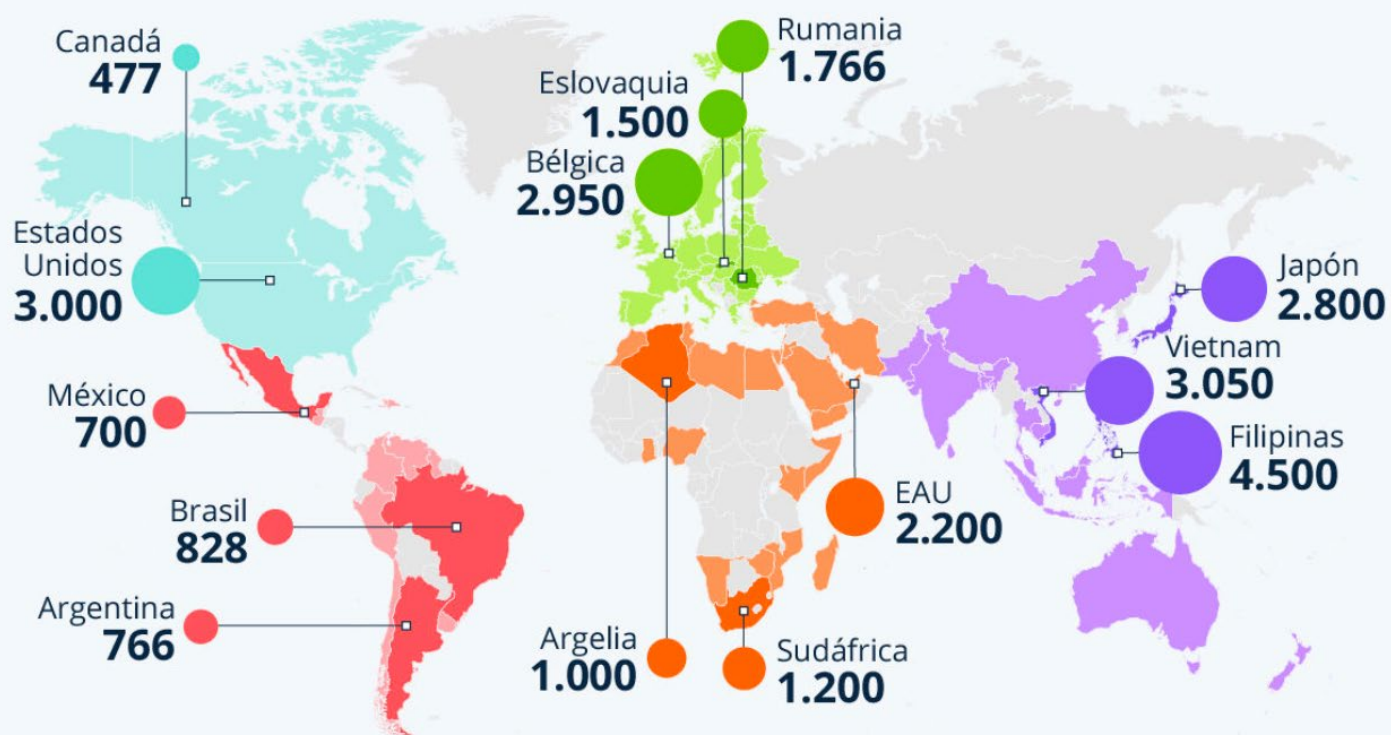 Canadá
477
Estados
Unidos
3.000
México
700
Brasil
828
Argentina
766
Rumania
1.766
Eslovaquia
1.500
Bélgica
2.950
Argelia
1.000
Sudáfrica
1.200
EAU
2.200
Japón
2.800
Vietnam
3.050
Filipinas
4.500